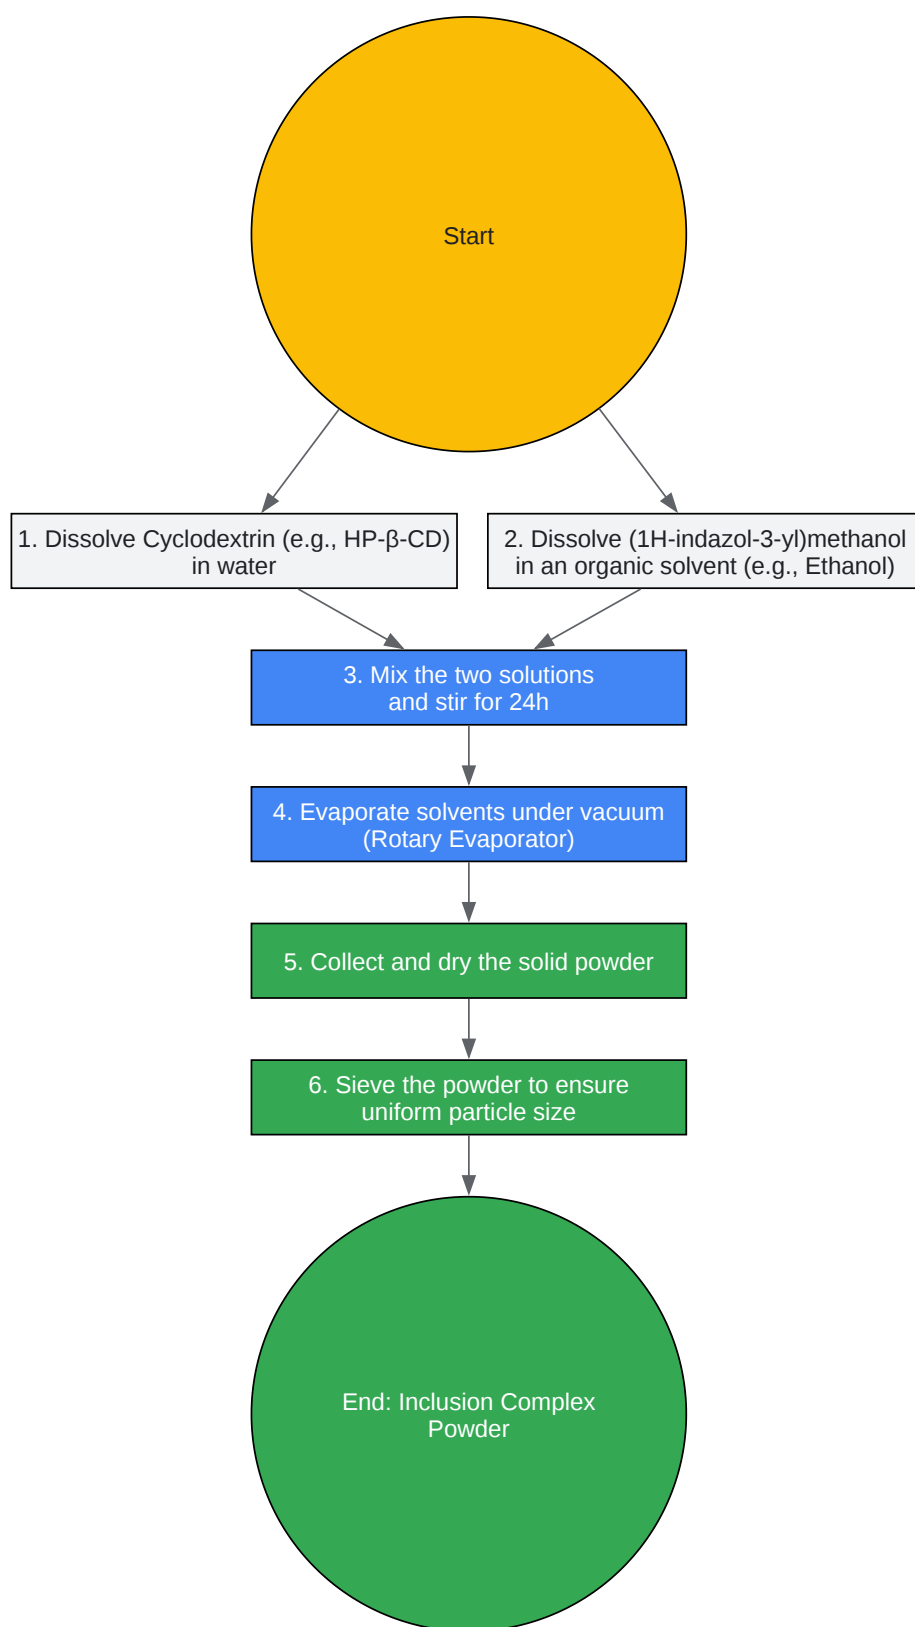 Start
1. Dissolve Cyclodextrin (e.g., HP-β-CD)
in water
2. Dissolve (1H-indazol-3-yl)methanol
in an organic solvent (e.g., Ethanol)
3. Mix the two solutions
and stir for 24h
4. Evaporate solvents under vacuum
(Rotary Evaporator)
5. Collect and dry the solid powder
6. Sieve the powder to ensure
uniform particle size
End: Inclusion Complex
Powder